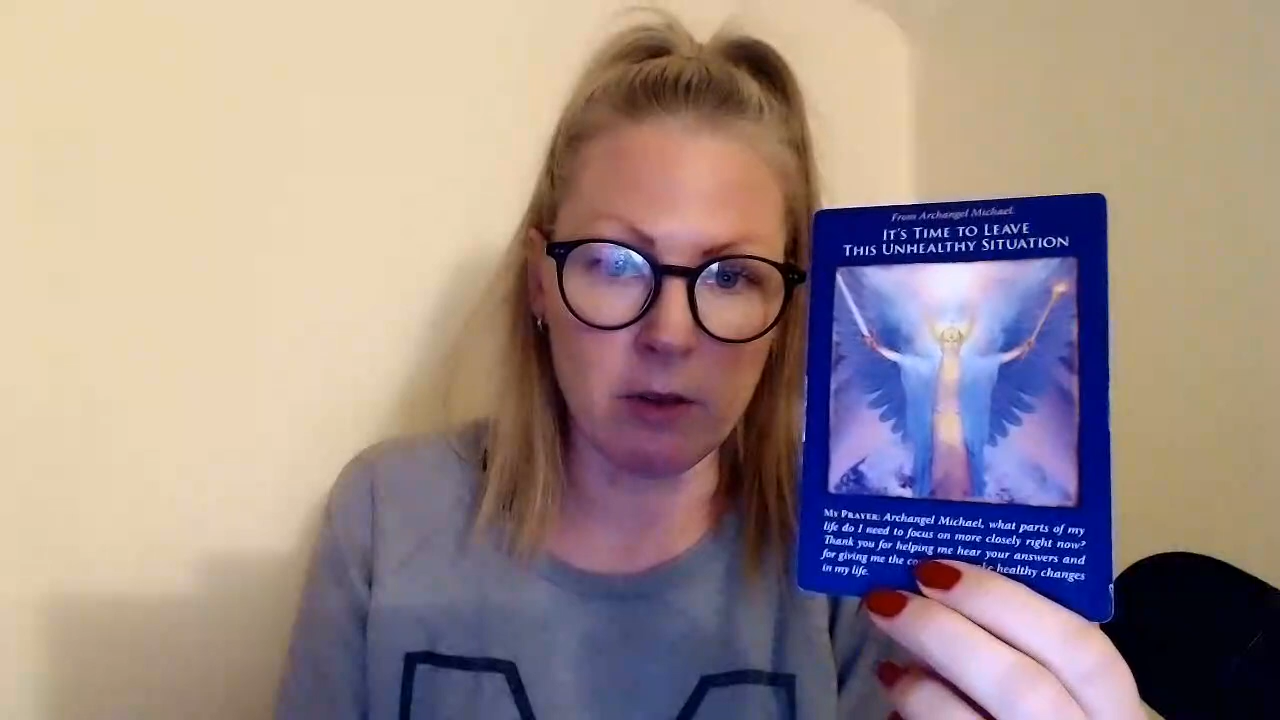 From Archangel Michael
IT'S TIME TO LEAVE
THIS UNHEALTHY SITUATION
MY PRAYER: Archangel Michael, what parts of my
life do I need to focus on more closely right now?
Thank you for helping me hear your answers and
for giving me the healthy changes
in my life.